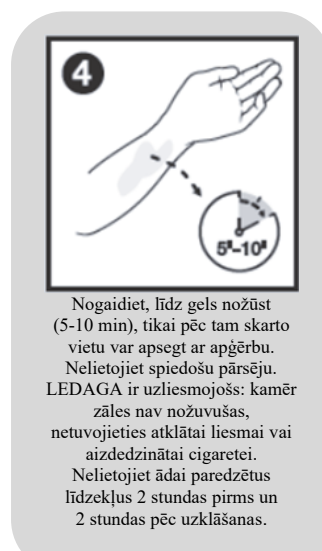 4
5ª-10ª
Nogaidiet, līdz gels nožūst
(5-10 min), tikai pēc tam skarto
vietu var apsegt ar apģērbu.
Nelietojiet spiedošu pārsēju.
LEDAGA ir uzliesmojošs: kamēr
zāles nav nožuvušas,
netuvojieties atklātai liesmai vai
aizdedzinātai cigaretei.
Nelietojiet ādai paredzētus
līdzekļus 2 stundas pirms un
2 stundas pēc uzklāšanas.